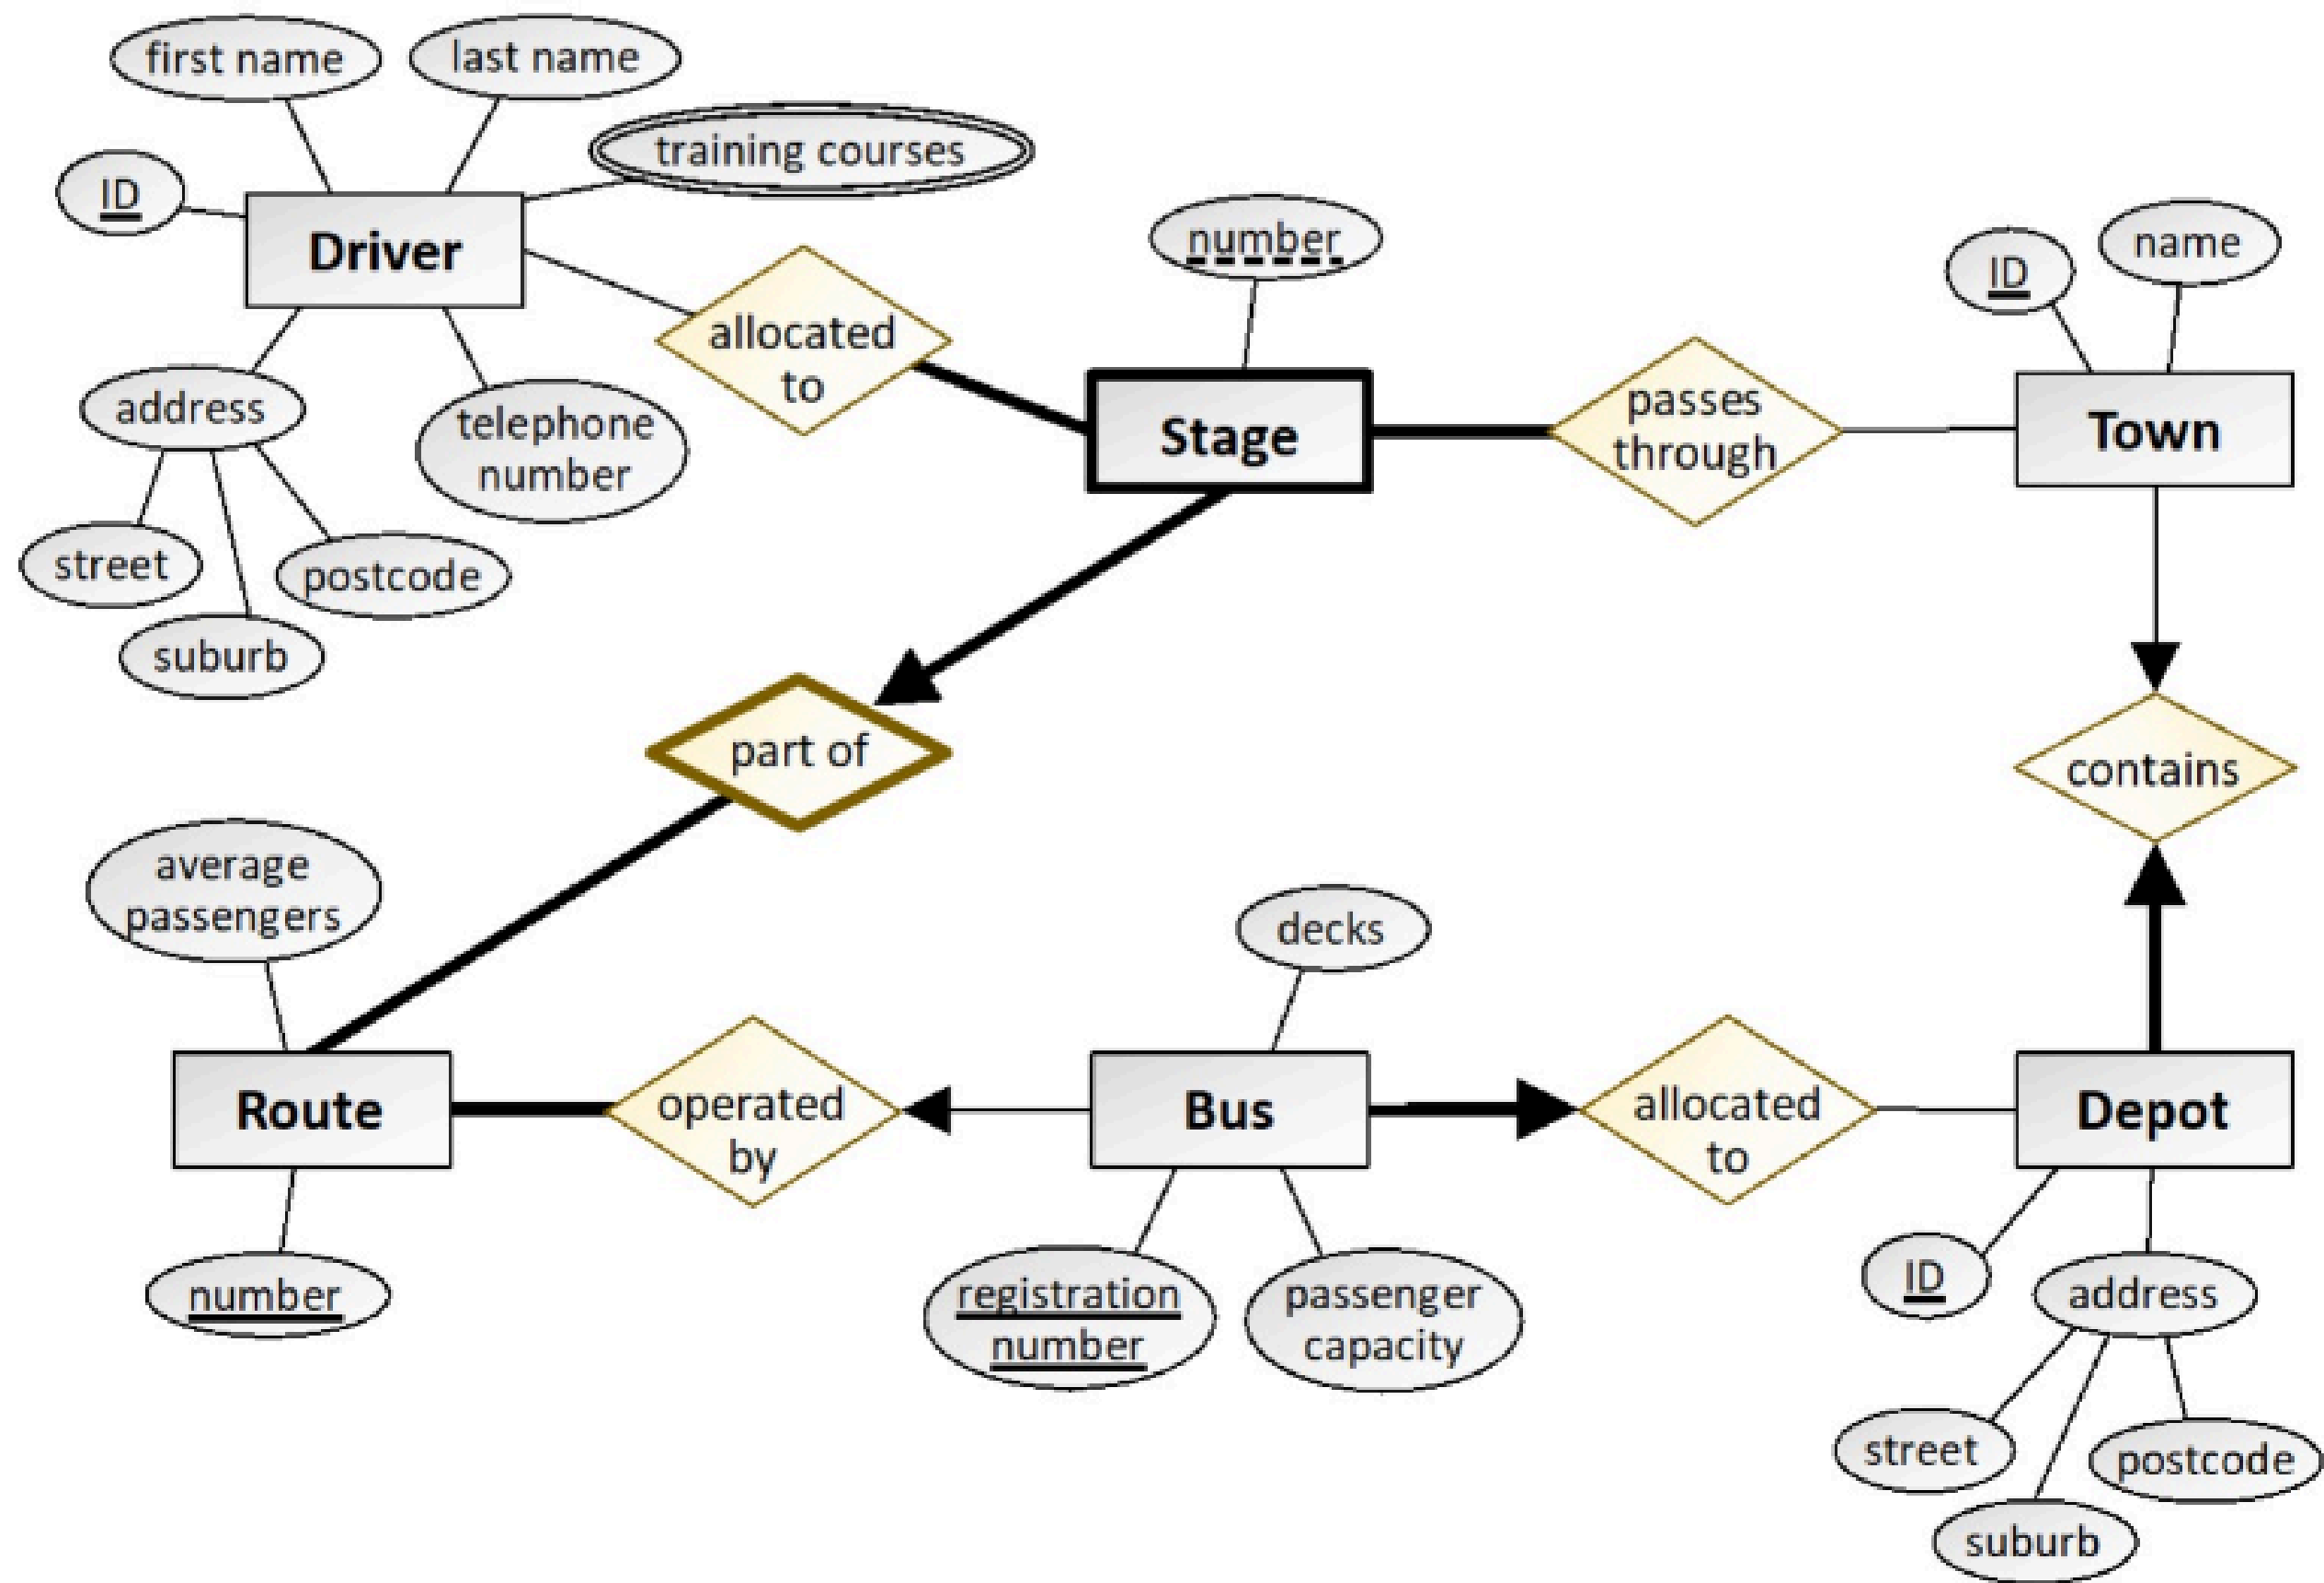 first name
last name
training courses
ID
Driver
number
ID
name
allocated
to
address
telephone
number
Stage
passes
through
Town
street
postcode
suburb
part of
contains
average
passengers
decks
Route
operated
by
Bus
allocated
to
Depot
number
registration
number
passenger
capacity
ID
address
street
postcode
suburb